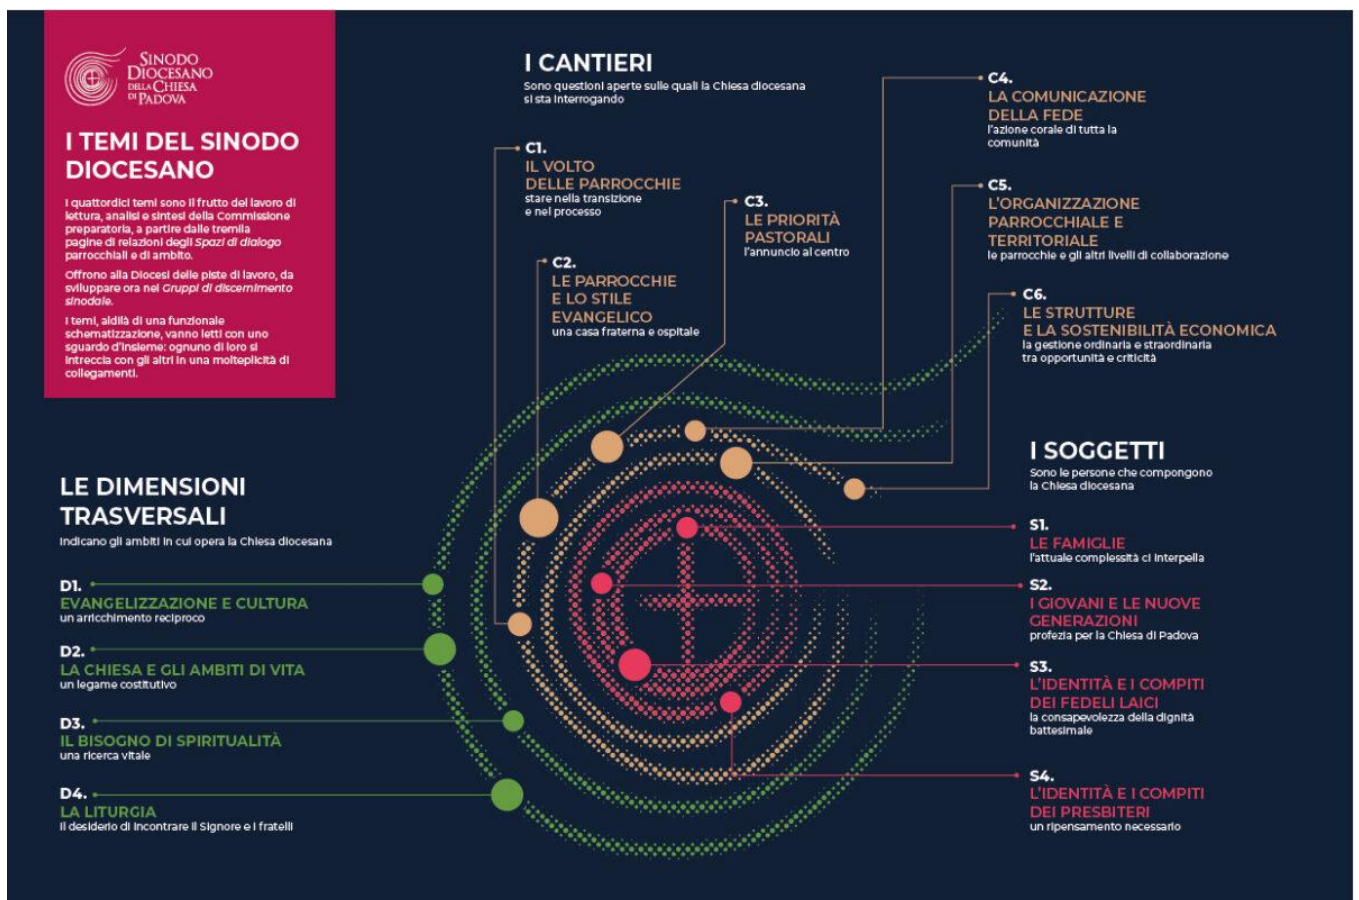 SINODO
DIOCESANO
DELLA CHIESA
DI PADOVA
I TEMI DEL SINODO
DIOCESANO
I quattordici temi sono il frutto del lavoro di
lettura, analisi e sintesi della Commissione
preparatoria, a partire dalle tremila
pagine di relazioni degli Spazi di dialogo
parrocchiali e di ambito.
Offrono alla Diocesi delle piste di lavoro, da
sviluppare ora nei Gruppi di discernimento
sinodale.
I temi, aldilà di una funzionale
schematizzazione, vanno letti con uno
sguardo d'insieme: ognuno di loro si
intreccia con gli altri in una molteplicità di
collegamenti.
I CANTIERI
Sono questioni aperte sulle quali la Chiesa diocesana
si sta interrogando
C1.
IL VOLTO
DELLE PARROCCHIE
stare nella transizione
e nel processo
C2.
LE PARROCCHIE
E LO STILE
EVANGELICO
una casa fraterna e ospitale
C3.
LE PRIORITÀ
PASTORALI
l'annuncio al centro
C4.
LA COMUNICAZIONE
DELLA FEDE
l'azione corale di tutta la
comunità
C5.
L'ORGANIZZAZIONE
PARROCCHIALE E
TERRITORIALE
le parrocchie e gli altri livelli di collaborazione
C6.
LE STRUTTURE
E LA SOSTENIBILITÀ ECONOMICA
la gestione ordinaria e straordinaria
tra opportunità e criticità
LE DIMENSIONI
TRASVERSALI
Indicano gli ambiti in cui opera la Chiesa diocesana
D1.
EVANGELIZZAZIONE E CULTURA
un arricchimento reciproco
D2.
LA CHIESA E GLI AMBITI DI VITA
un legame costitutivo
D3.
IL BISOGNO DI SPIRITUALITÀ
una ricerca vitale
D4.
LA LITURGIA
il desiderio di incontrare il Signore e i fratelli
I SOGGETTI
Sono le persone che compongono
la Chiesa diocesana
S1.
LE FAMIGLIE
l'attuale complessità ci interpella
S2.
I GIOVANI E LE NUOVE
GENERAZIONI
profezia per la Chiesa di Padova
S3.
L'IDENTITÀ E I COMPITI
DEI FEDELI LAICI
la consapevolezza della dignità
battesimale
S4.
L'IDENTITÀ E I COMPITI
DEI PRESBITERI
un ripensamento necessario